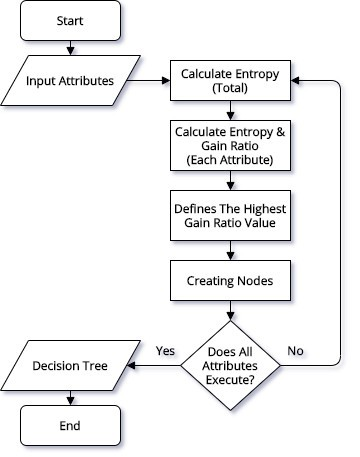 Start
Input Attributes
Calculate Entropy
(Total)
Calculate Entropy &
Gain Ratio
(Each Attribute)
Defines The Highest
Gain Ratio Value
Creating Nodes
Does All
Attributes
Execute?
Yes
No
Decision Tree
End